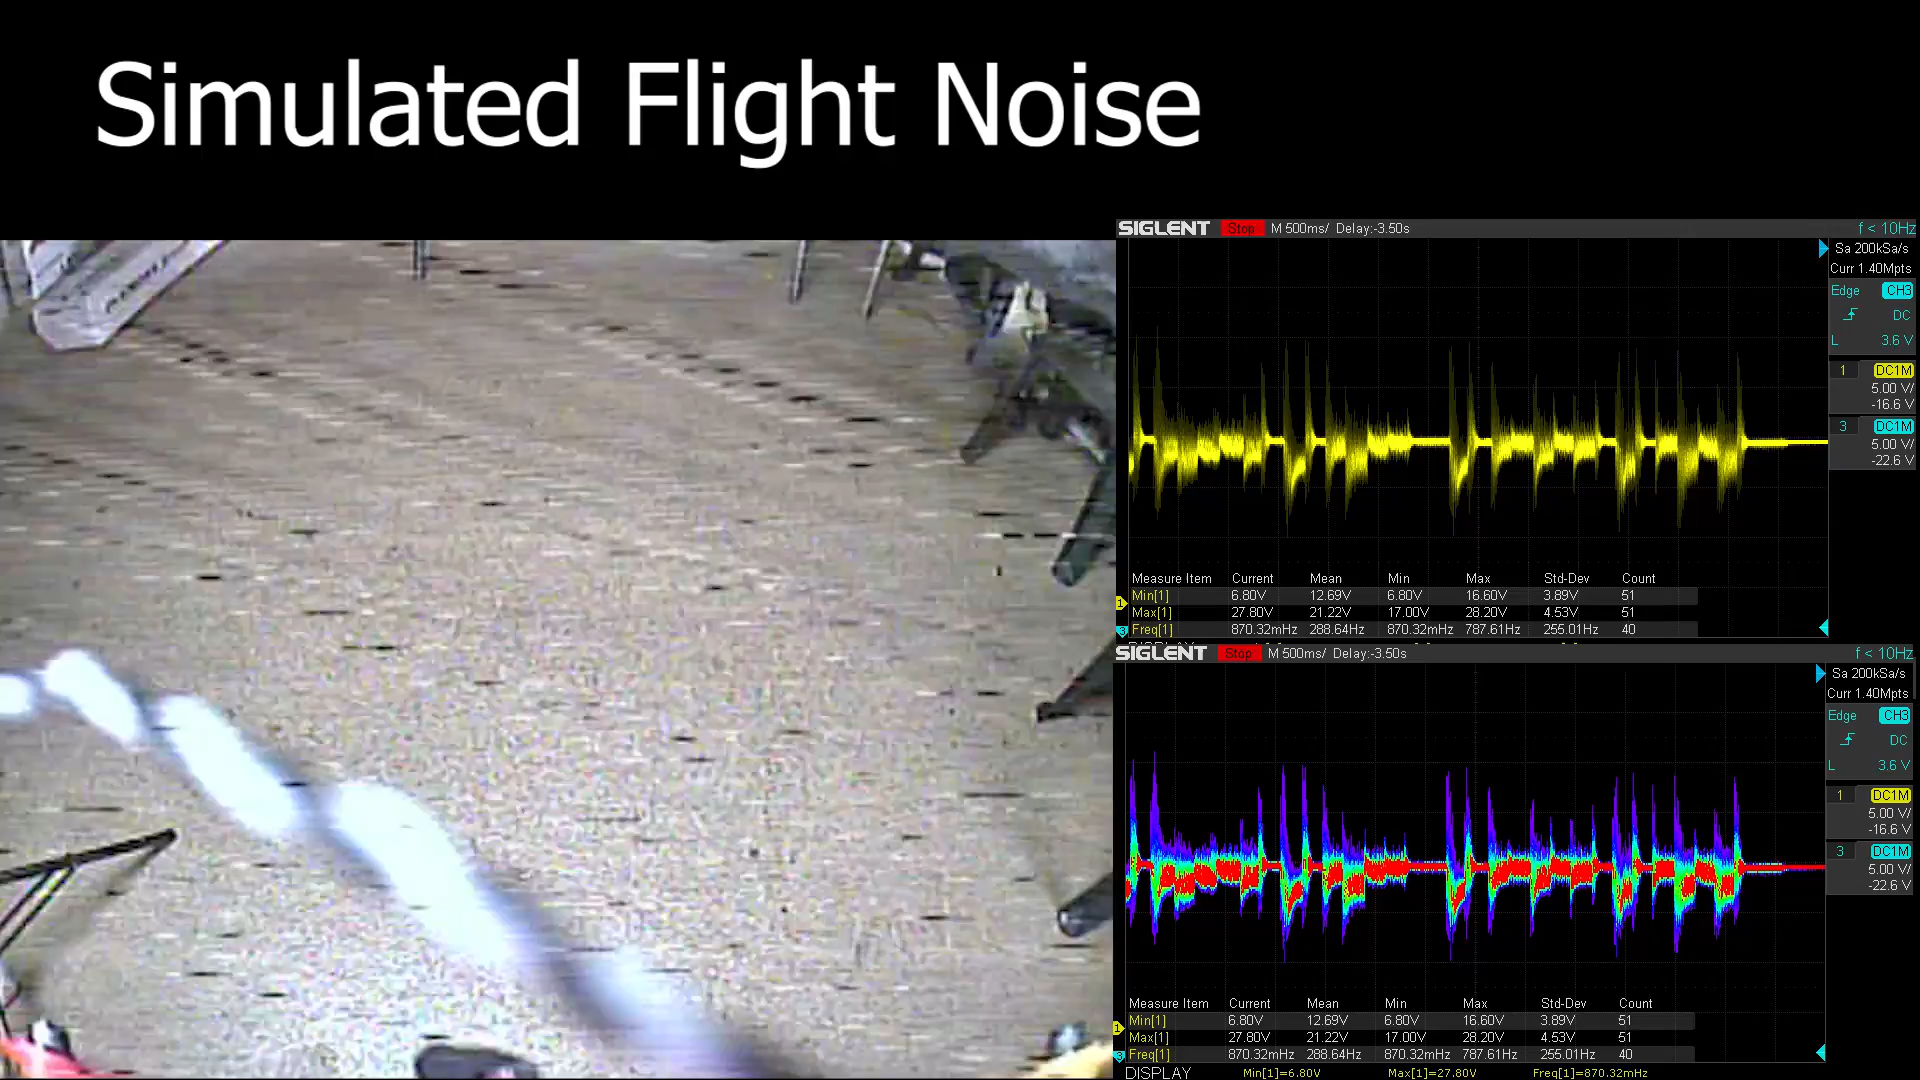 Simulated Flight Noise
SIGLENT Stop M 500ms/ Delay:-3.50s f < 10Hz
Sa 200kSa/s
Curr 1.40Mpts
Edge CH3
DC
L 3.6 V
1 DC1M
5.00 V/
-16.6 V
3 DC1M
5.00 V/
-22.6 V
Measure Item Current Mean Min Max Std-Dev Count
Min[1] 6.80V 12.69V 6.80V 16.60V 3.89V 51
Max[1] 27.80V 21.22V 17.00V 28.20V 4.53V 51
Freq[1] 870.32mHz 288.64Hz 870.32mHz 787.61Hz 255.01Hz 40
SIGLENT Stop M 500ms/ Delay:-3.50s f < 10Hz
Sa 200kSa/s
Curr 1.40Mpts
Edge CH3
DC
L 3.6 V
1 DC1M
5.00 V/
-16.6 V
3 DC1M
5.00 V/
-22.6 V
Measure Item Current Mean Min Max Std-Dev Count
Min[1] 6.80V 12.69V 6.80V 16.60V 3.89V 51
Max[1] 27.80V 21.22V 17.00V 28.20V 4.53V 51
Freq[1] 870.32mHz 288.64Hz 870.32mHz 787.61Hz 255.01Hz 40
DISPLAY Min[1]=6.80V Max[1]=27.80V Freq[1]=870.32mHz